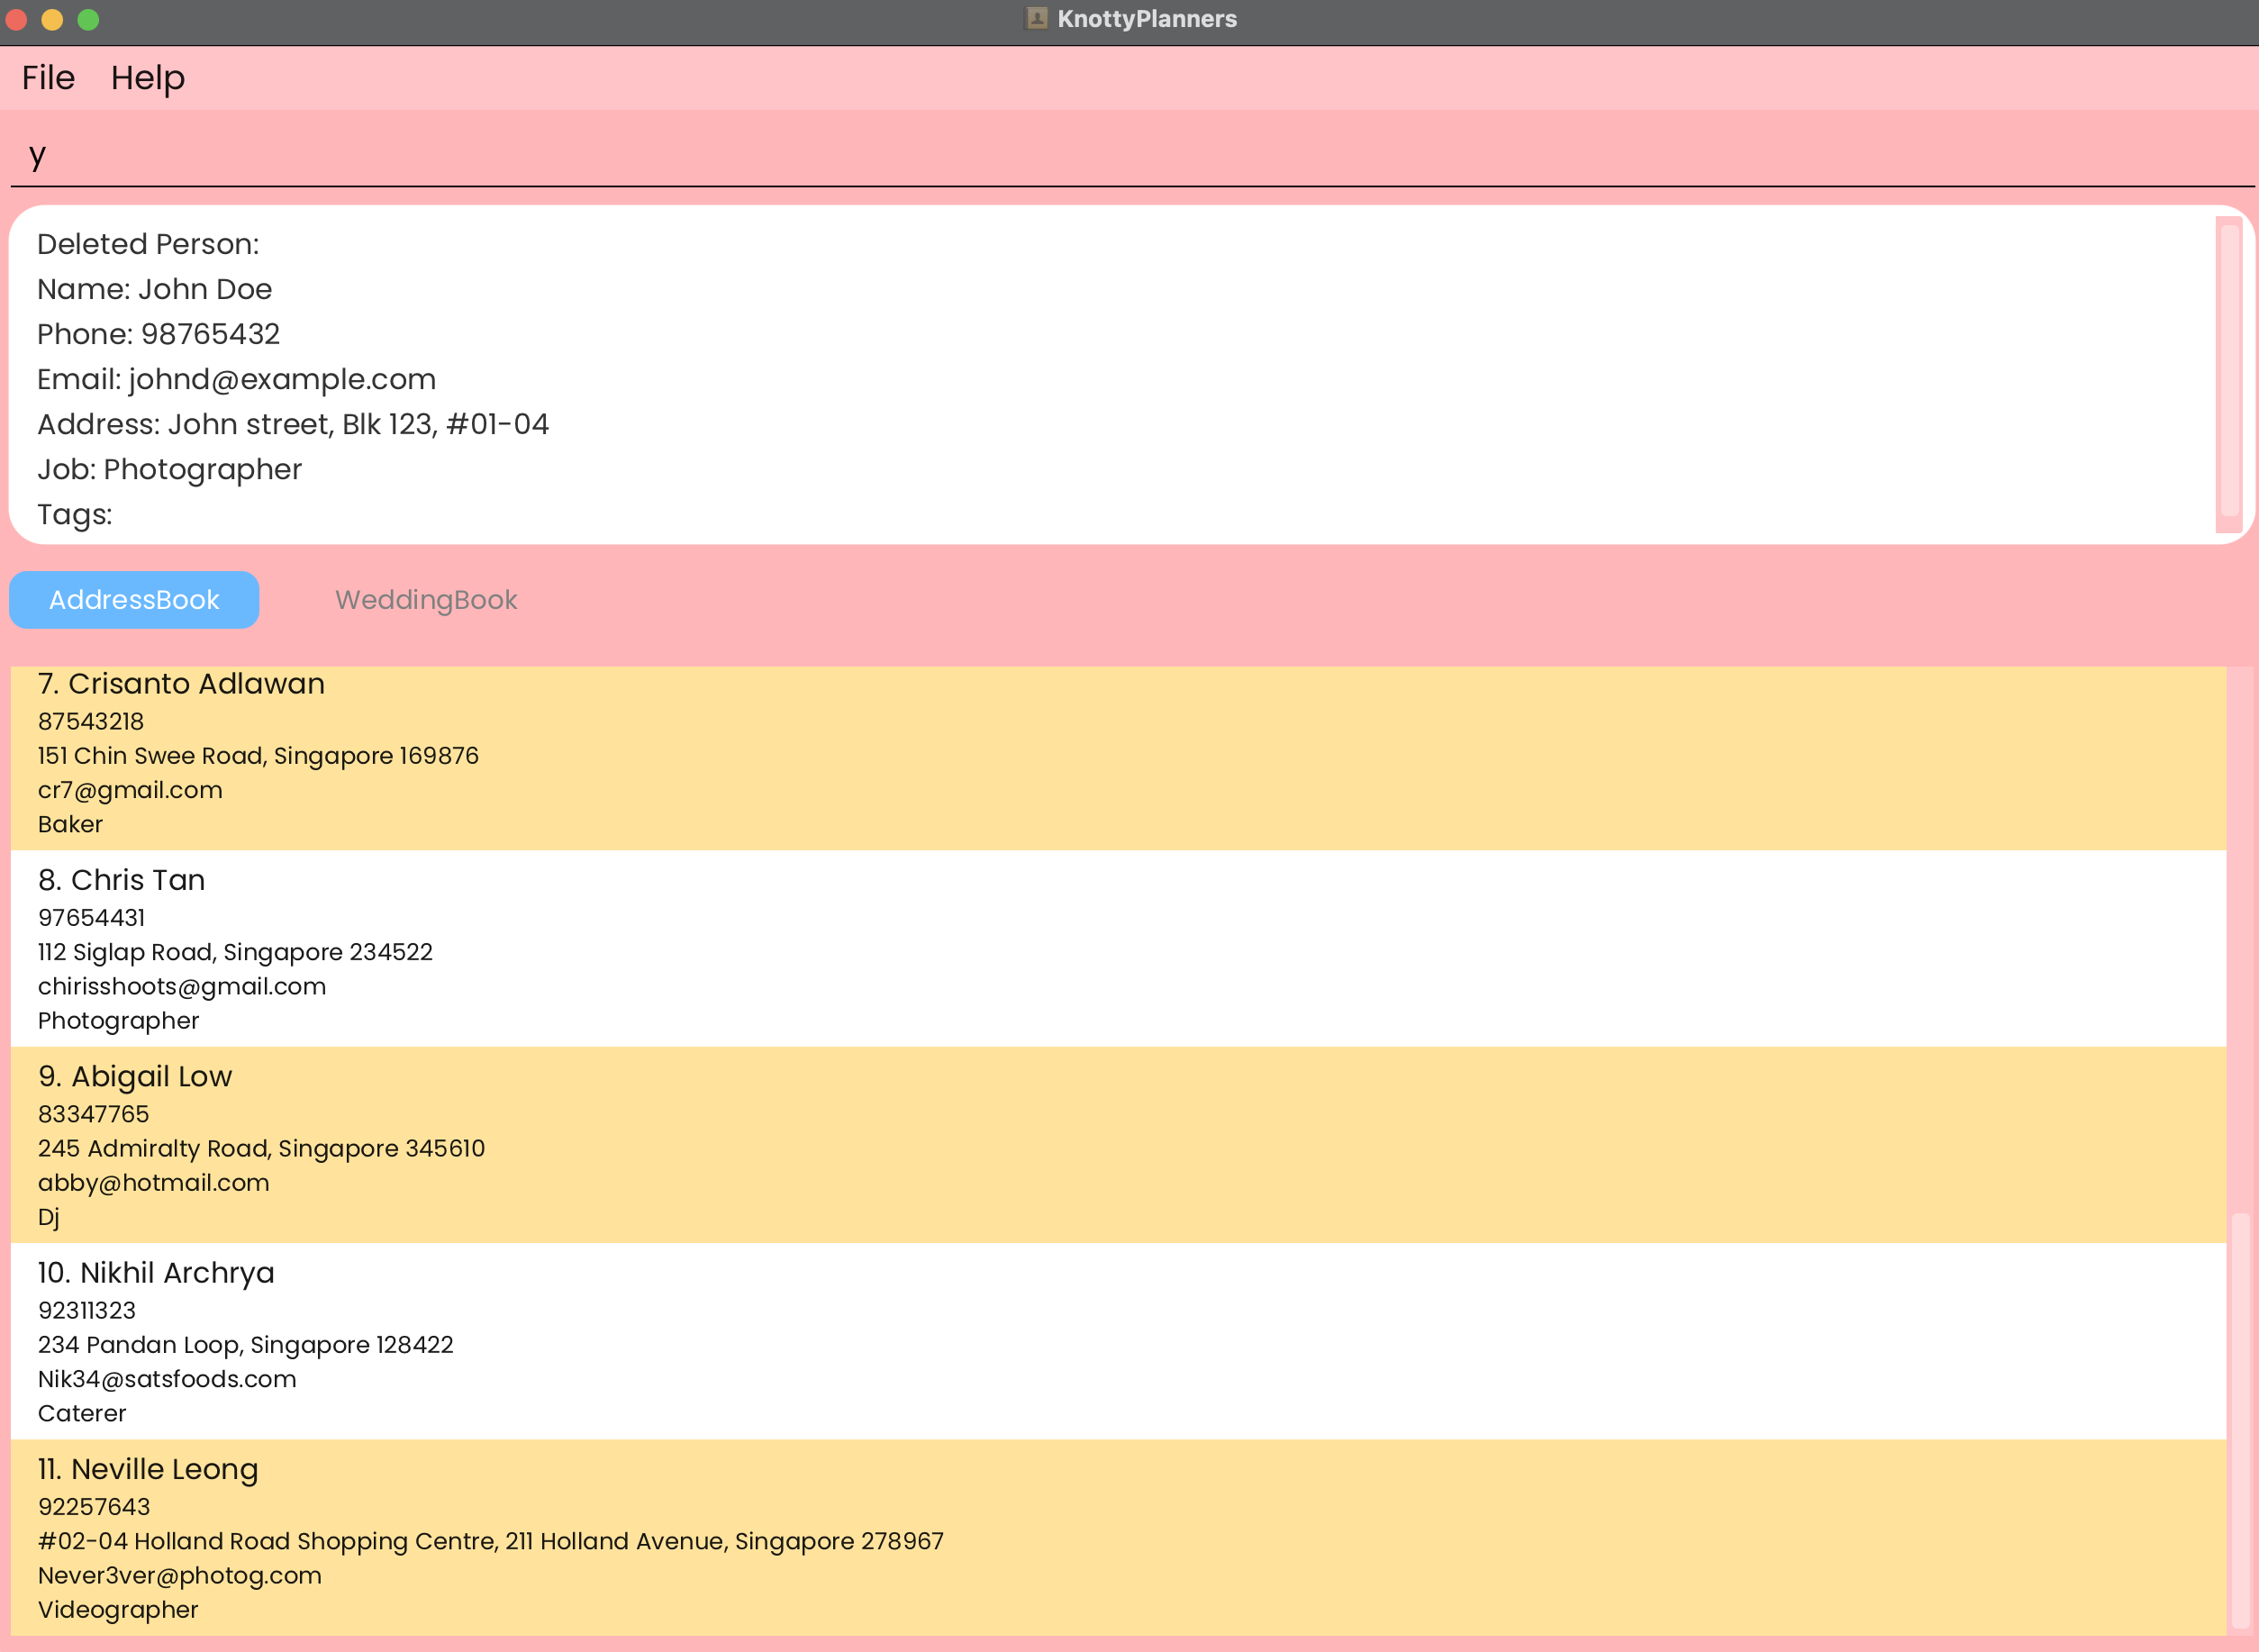 KnottyPlanners
File Help
y
Deleted Person:
Name: John Doe
Phone: 98765432
Email: johnd@example.com
Address: John street, Blk 123, #01-04
Job: Photographer
Tags:
AddressBook WeddingBook
7. Crisanto Adlawan
87543218
151 Chin Swee Road, Singapore 169876
cr7@gmail.com
Baker
8. Chris Tan
97654431
112 Siglap Road, Singapore 234522
chirisshoots@gmail.com
Photographer
9. Abigail Low
83347765
245 Admiralty Road, Singapore 345610
abby@hotmail.com
Dj
10. Nikhil Archrya
92311323
234 Pandan Loop, Singapore 128422
Nik34@satsfoods.com
Caterer
11. Neville Leong
92257643
#02-04 Holland Road Shopping Centre, 211 Holland Avenue, Singapore 278967
Never3ver@photog.com
Videographer